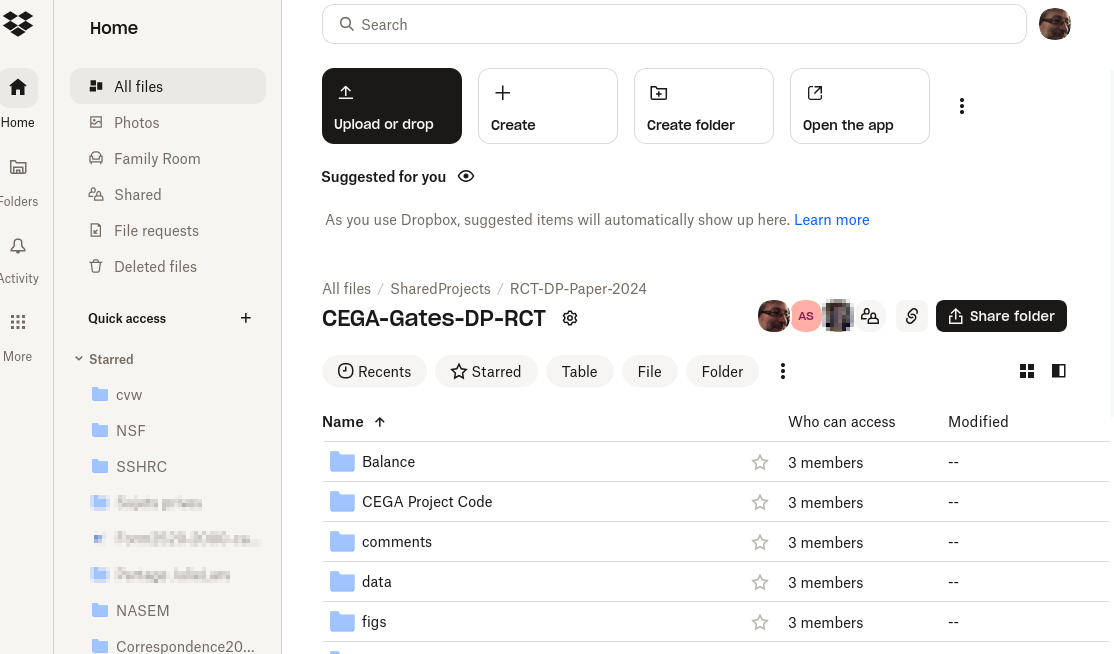 Home
Search
All files
Home
Photos
Family Room
Folders
Shared
File requests
Activity
Deleted files
More
Quick access
Starred
cvw
NSF
SSHRC
NASEM
Correspondence20...
Upload or drop
Create
Create folder
Open the app
Suggested for you
As you use Dropbox, suggested items will automatically show up here. Learn more
All files / SharedProjects / RCT-DP-Paper-2024
CEGA-Gates-DP-RCT
AS
Share folder
Recents
Starred
Table
File
Folder
Name Who can access Modified
Balance 3 members --
CEGA Project Code 3 members --
comments 3 members --
data 3 members --
figs 3 members --